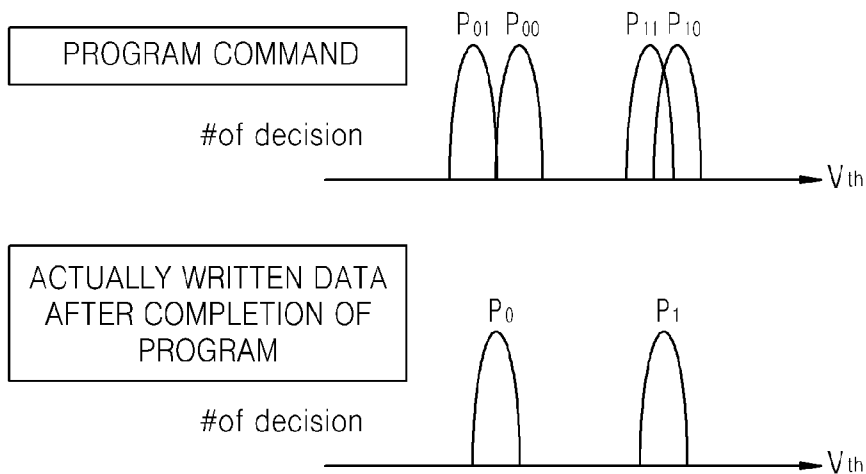 P01 P00 P11 P10
PROGRAM COMMAND
#of decision
Vth
ACTUALLY WRITTEN DATA
AFTER COMPLETION OF
PROGRAM
P0 P1
#of decision
Vth